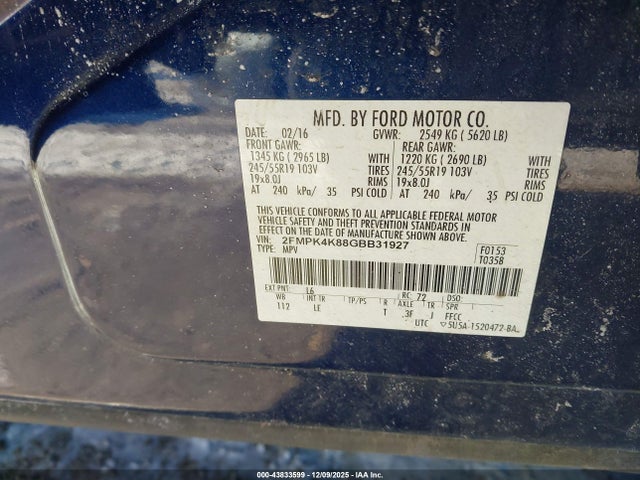 MFD. BY FORD MOTOR CO.
DATE: 02/16 GVWR: 2549 KG ( 5620 LB)
FRONT GAWR: REAR GAWR:
1345 KG ( 2965 LB) WITH 1220 KG ( 2690 LB) WITH
245/55R19 103V TIRES 245/55R19 103V TIRES
19x8.0J RIMS 19x8.0J RIMS
AT 240 kPa/ 35 PSI COLD AT 240 kPa/ 35 PSI COLD
THIS VEHICLE CONFORMS TO ALL APPLICABLE FEDERAL MOTOR
VEHICLE SAFETY AND THEFT PREVENTION STANDARDS IN EFFECT
ON THE DATE OF MANUFACTURE SHOWN ABOVE.
VIN: 2FMPK4K88GBB31927 F0153
TYPE: MPV T0358
EXT PNT: L6 RC: 72 DSO:
WB INT TR TP/PS R AXLE TR SPR
112 LE T .3F J FFCC
UTC ▽5U5A-1520472-BA
000-43833599 - 12/09/2025 - IAA Inc.